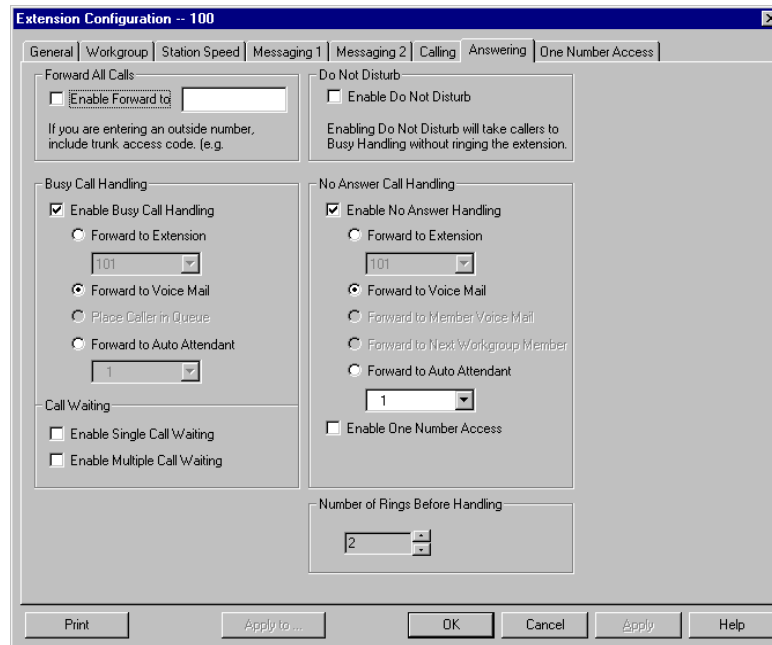 Extension Configuration -- 100
General
Workgroup
Station Speed
Messaging 1
Messaging 2
Calling
Answering
One Number Access
Forward All Calls
Enable Forward to
If you are entering an outside number,
include trunk access code. (e.g.
Do Not Disturb
Enable Do Not Disturb
Enabling Do Not Disturb will take callers to
Busy Handling without ringing the extension.
Busy Call Handling
Enable Busy Call Handling
Forward to Extension
101
Forward to Voice Mail
Place Caller in Queue
Forward to Auto Attendant
1
Call Waiting
Enable Single Call Waiting
Enable Multiple Call Waiting
No Answer Call Handling
Enable No Answer Handling
Forward to Extension
101
Forward to Voice Mail
Forward to Member Voice Mail
Forward to Next Workgroup Member
Forward to Auto Attendant
1
Enable One Number Access
Number of Rings Before Handling
2
Print
Apply to ...
OK
Cancel
Apply
Help